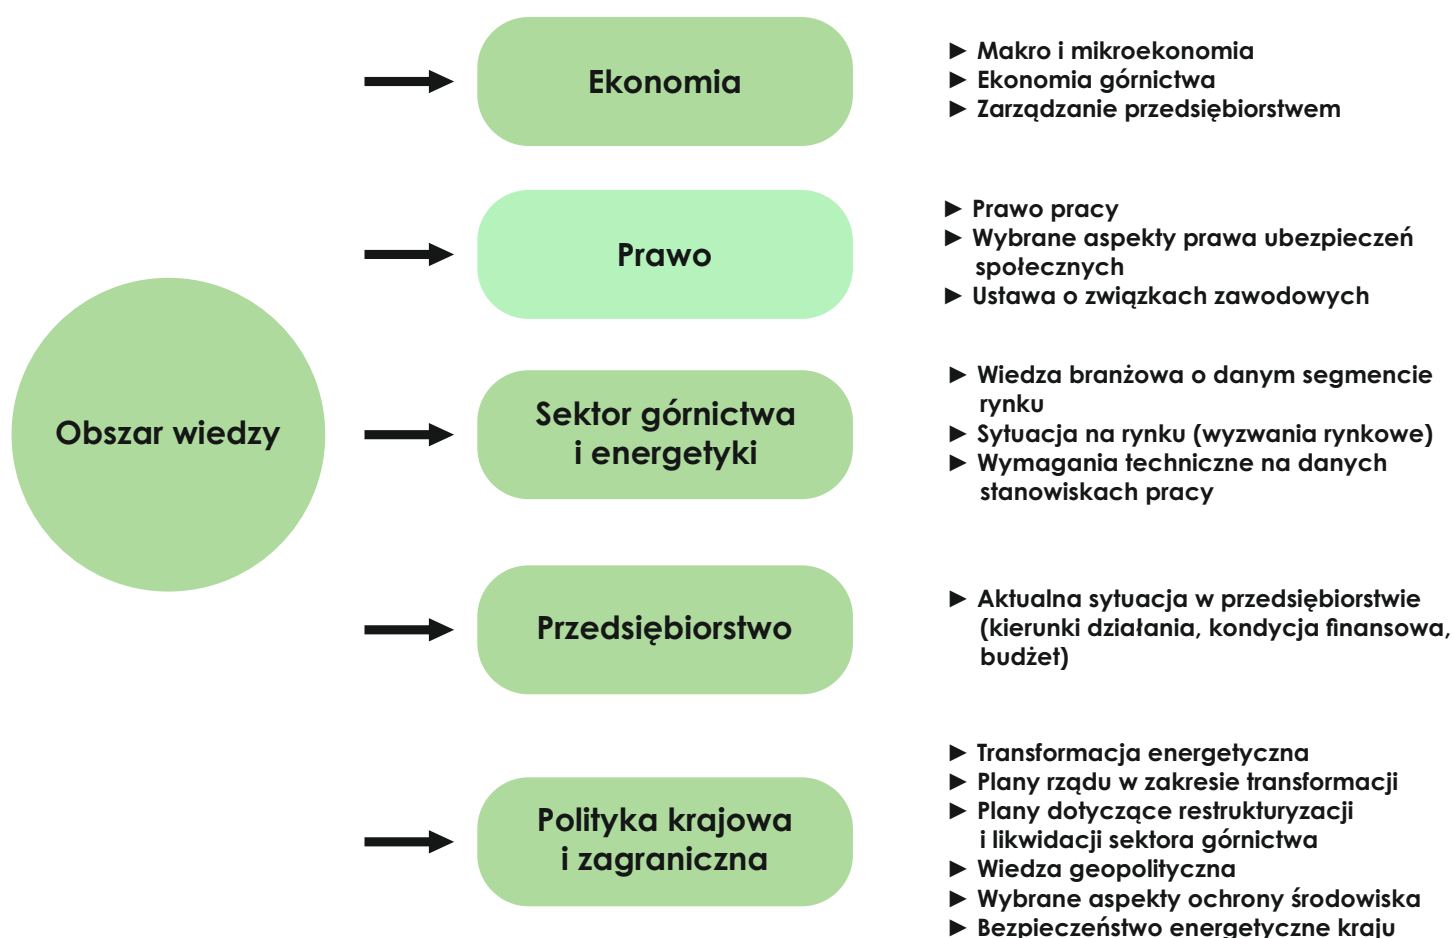 Obszar wiedzy
Ekonomia
► Makro i mikroekonomia
► Ekonomia górnictwa
► Zarządzanie przedsiębiorstwem
Prawo
► Prawo pracy
► Wybrane aspekty prawa ubezpieczeń
społecznych
► Ustawa o związkach zawodowych
Sektor górnictwa
i energetyki
► Wiedza branżowa o danym segmencie
rynku
► Sytuacja na rynku (wyzwania rynkowe)
► Wymagania techniczne na danych
stanowiskach pracy
Przedsiębiorstwo
► Aktualna sytuacja w przedsiębiorstwie
(kierunki działania, kondycja finansowa,
budżet)
Polityka krajowa
i zagraniczna
► Transformacja energetyczna
► Plany rządu w zakresie transformacji
► Plany dotyczące restrukturyzacji
i likwidacji sektora górnictwa
► Wiedza geopolityczna
► Wybrane aspekty ochrony środowiska
► Bezpieczeństwo energetyczne kraju